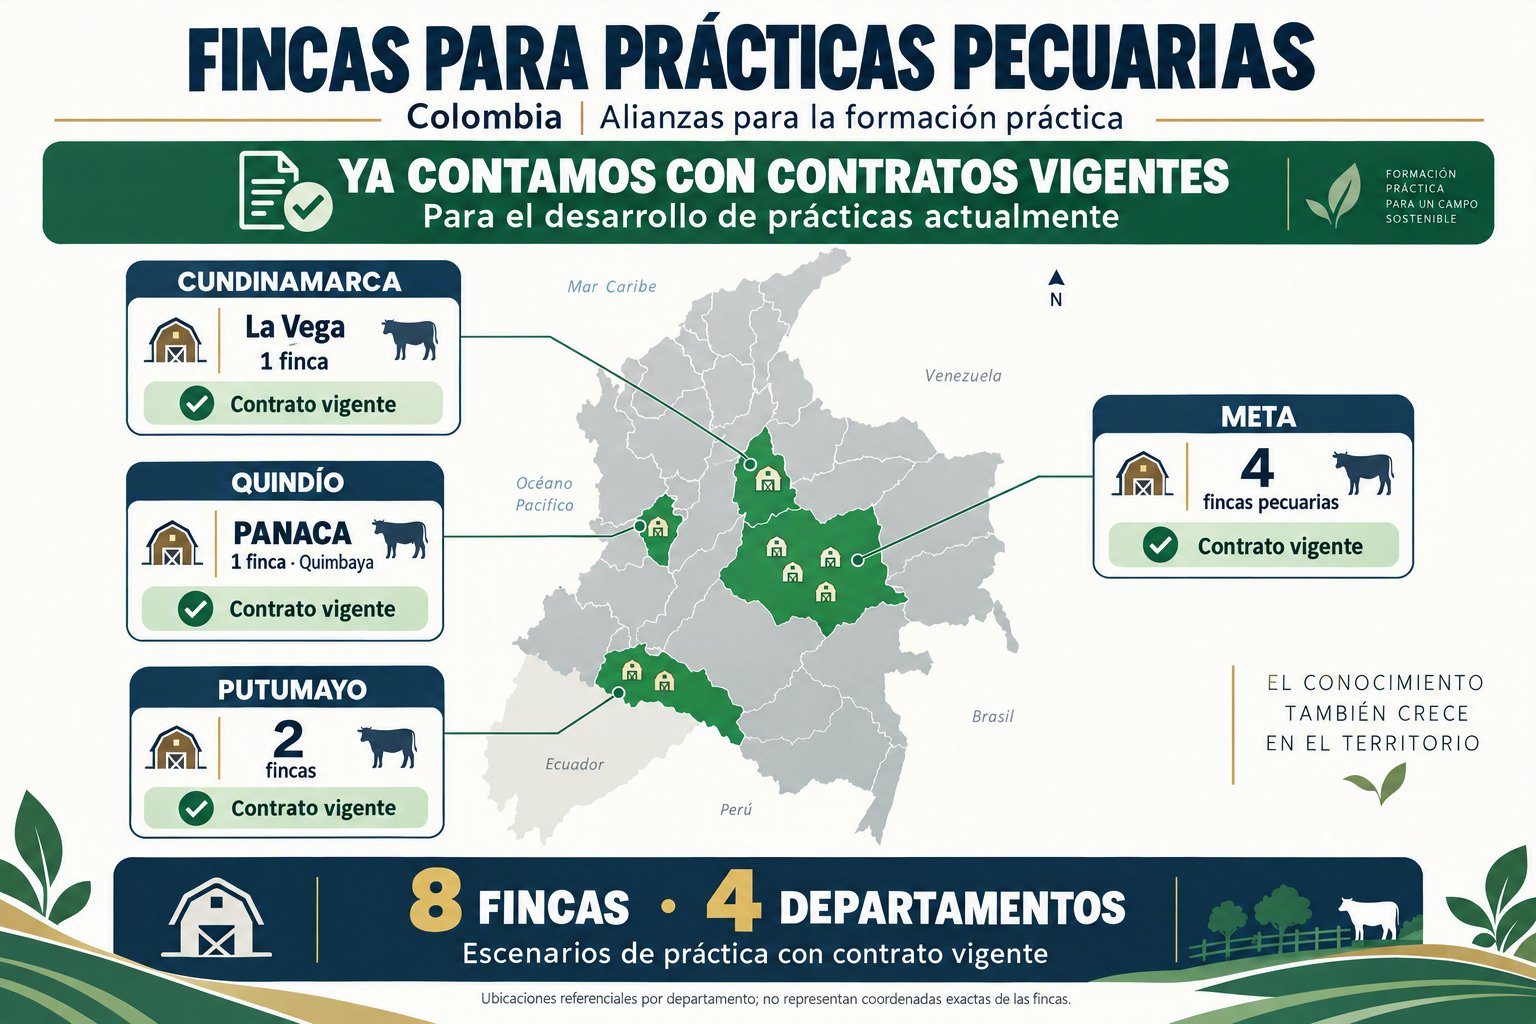 FINCAS PARA PRÁCTICAS PECUARIAS
Colombia | Alianzas para la formación práctica
YA CONTAMOS CON CONTRATOS VIGENTES
Para el desarrollo de prácticas actualmente
FORMACIÓN
PRÁCTICA
PARA UN CAMPO
SOSTENIBLE
CUNDINAMARCA
La Vega
1 finca
Contrato vigente
QUINDÍO
PANACA
1 finca · Quimbaya
Contrato vigente
PUTUMAYO
2
fincas
Contrato vigente
Mar Caribe
N
Venezuela
Océano
Pacífico
Ecuador
Perú
Brasil
META
4
fincas pecuarias
Contrato vigente
EL CONOCIMIENTO
TAMBIÉN CRECE
EN EL TERRITORIO
8 FINCAS · 4 DEPARTAMENTOS
Escenarios de práctica con contrato vigente
Ubicaciones referenciales por departamento; no representan coordenadas exactas de las fincas.